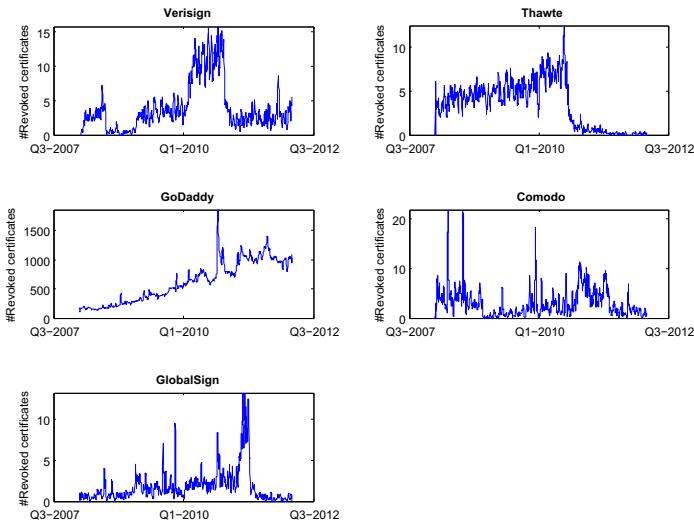 Verisign
#Revoked certificates
15
10
5
0
Q3−2007
Q1−2010
Q3−2012
Thawte
#Revoked certificates
10
5
0
Q3−2007
Q1−2010
Q3−2012
GoDaddy
#Revoked certificates
1500
1000
500
0
Q3−2007
Q1−2010
Q3−2012
Comodo
#Revoked certificates
20
10
0
Q3−2007
Q1−2010
Q3−2012
GlobalSign
#Revoked certificates
10
5
0
Q3−2007
Q1−2010
Q3−2012